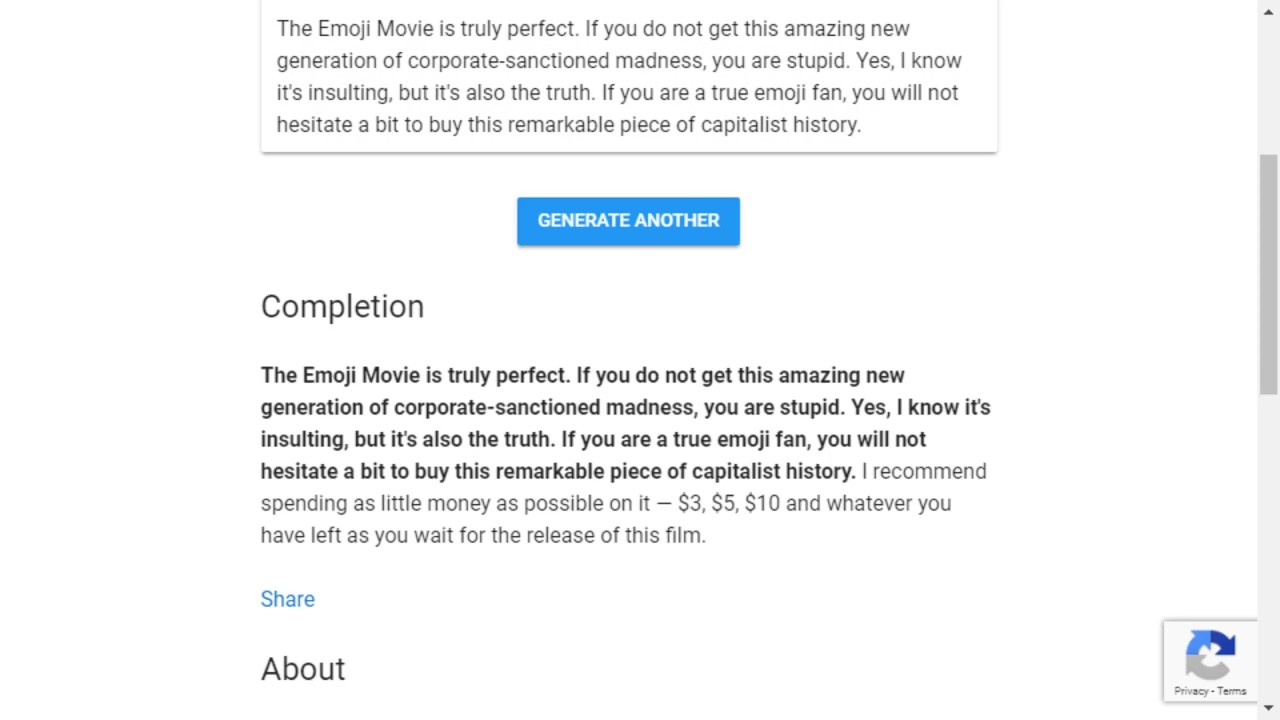 The Emoji Movie is truly perfect. If you do not get this amazing new
generation of corporate-sanctioned madness, you are stupid. Yes, I know
it's insulting, but it's also the truth. If you are a true emoji fan, you will not
hesitate a bit to buy this remarkable piece of capitalist history.
GENERATE ANOTHER
Completion
The Emoji Movie is truly perfect. If you do not get this amazing new
generation of corporate-sanctioned madness, you are stupid. Yes, I know it's
insulting, but it's also the truth. If you are a true emoji fan, you will not
hesitate a bit to buy this remarkable piece of capitalist history. I recommend
spending as little money as possible on it — $3, $5, $10 and whatever you
have left as you wait for the release of this film.
Share
About
Privacy - Terms